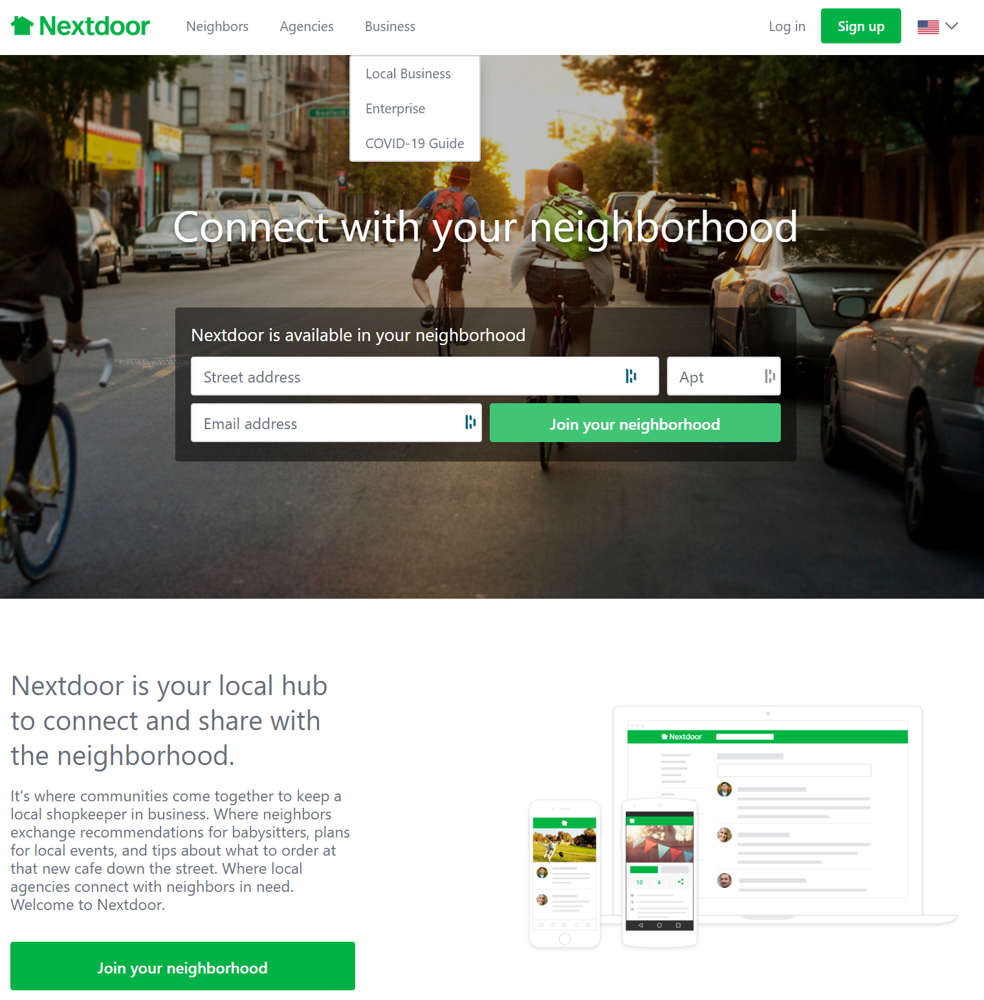 Nextdoor
Neighbors
Agencies
Business
Log in
Sign up
Local Business
Enterprise
COVID-19 Guide
Connect with your neighborhood
Nextdoor is available in your neighborhood
Street address
Apt
Email address
Join your neighborhood
Nextdoor is your local hub
to connect and share with
the neighborhood.
It's where communities come together to keep a
local shopkeeper in business. Where neighbors
exchange recommendations for babysitters, plans
for local events, and tips about what to order at
that new cafe down the street. Where local
agencies connect with neighbors in need.
Welcome to Nextdoor.
Join your neighborhood
Nextdoor
10
4